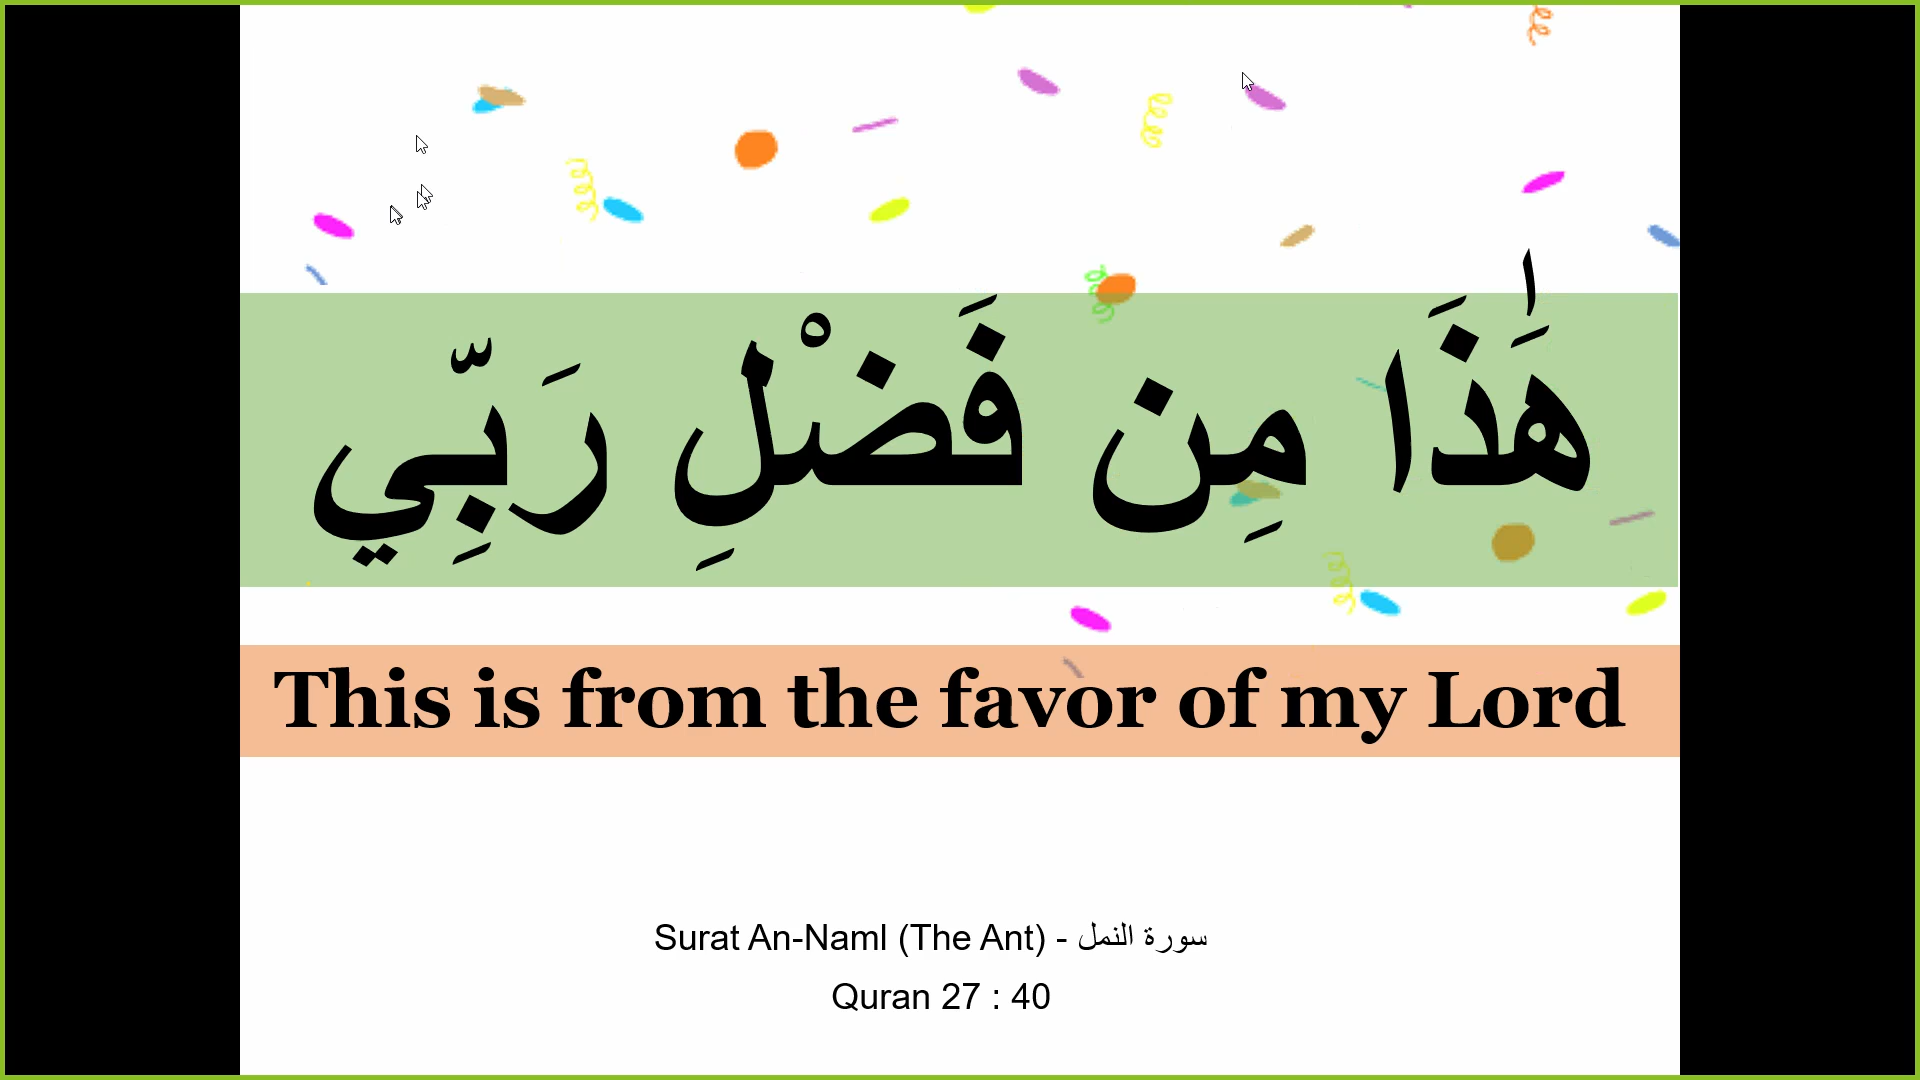 هَٰذَا مِن فَضْلِ رَبِّي
This is from the favor of my Lord
Surat An-Naml (The Ant) - سورة النمل
Quran 27 : 40